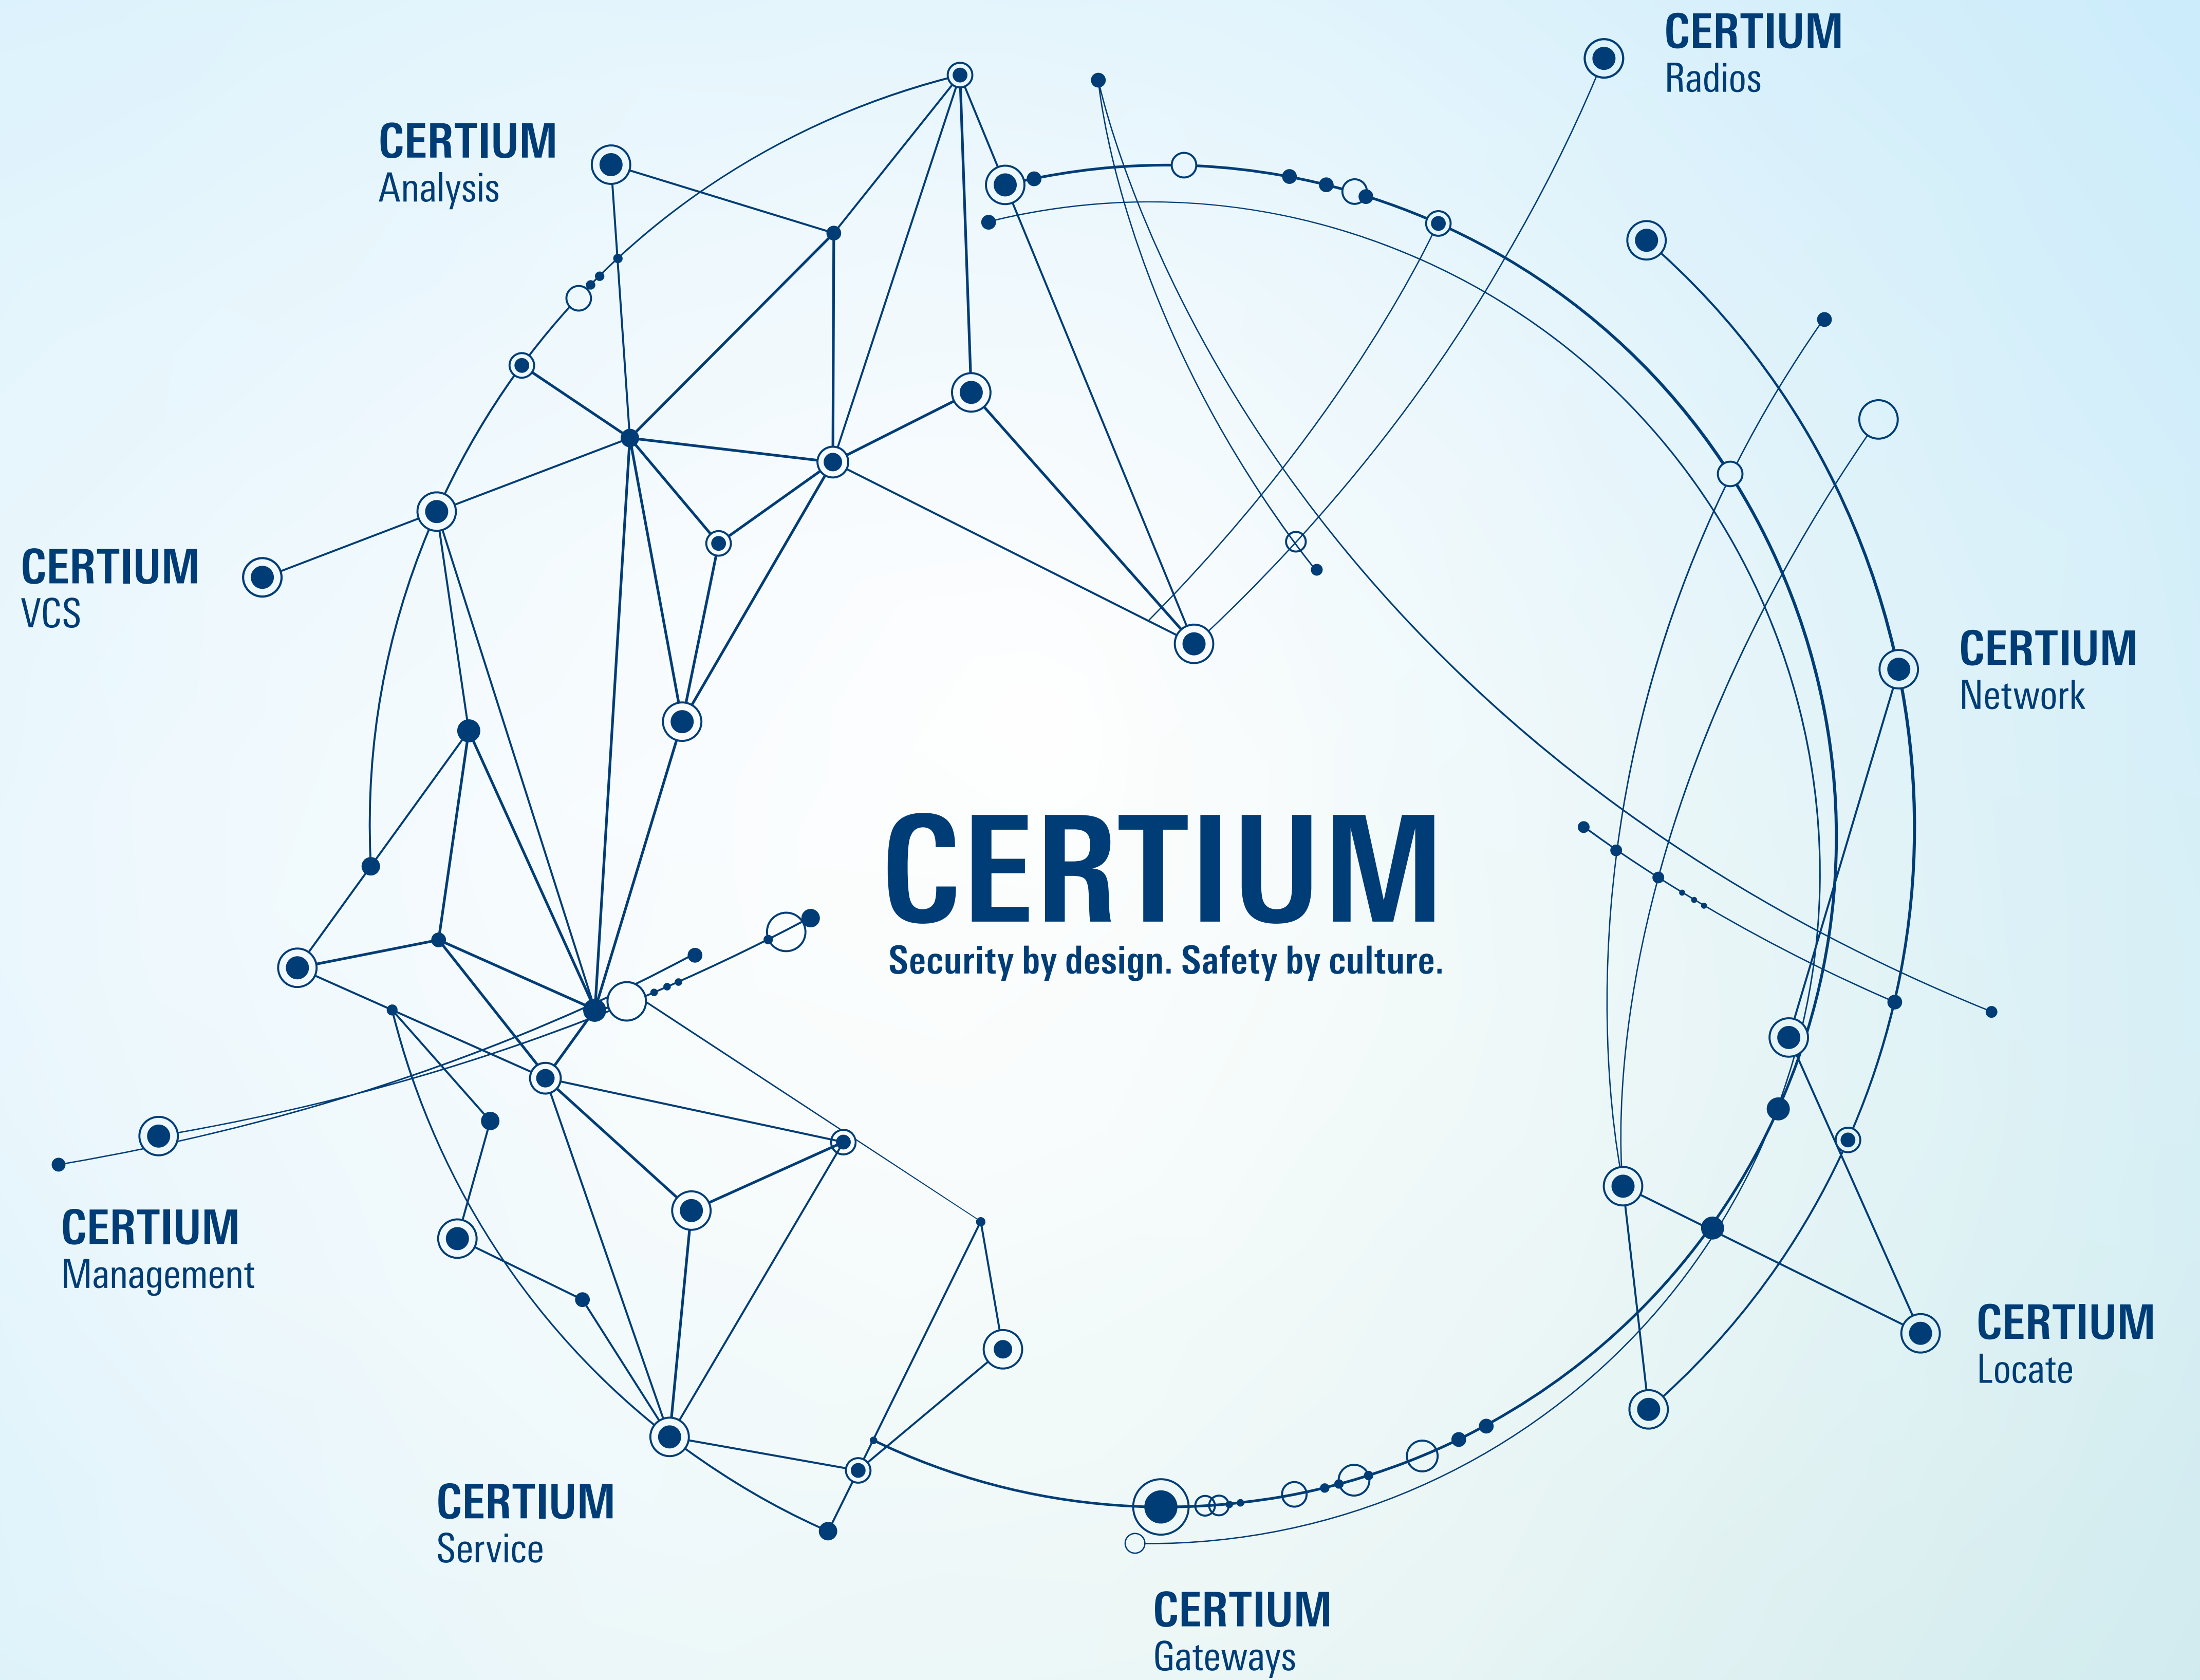 CERTIUM
Radios
CERTIUM
Analysis
CERTIUM
VCS
CERTIUM
Network
CERTIUM
Security by design. Safety by culture.
CERTIUM
Management
CERTIUM
Locate
CERTIUM
Service
CERTIUM
Gateways